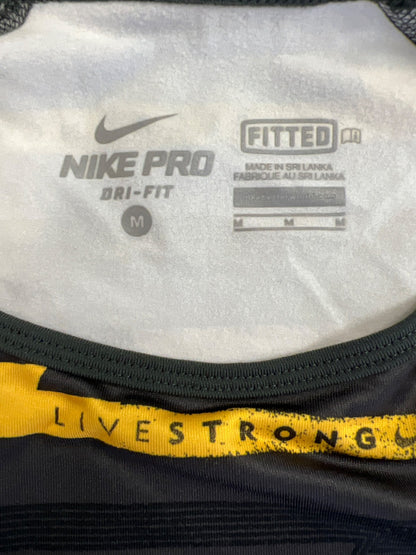 NIKE PRO
DRI-FIT
M
FITTED
MADE IN SRI LANKA
FABRIQUE AU SRI LANKA
M M M
LIVESTRONG